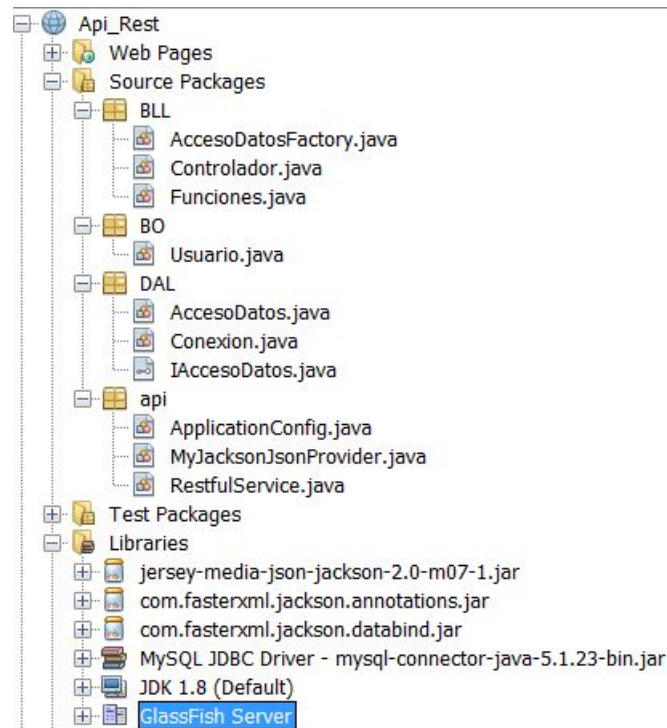 Api_Rest
Web Pages
Source Packages
BLL
AccesoDatosFactory.java
Controlador.java
Funciones.java
BO
Usuario.java
DAL
AccesoDatos.java
Conexion.java
IAccesoDatos.java
api
ApplicationConfig.java
MyJacksonJsonProvider.java
RestfulService.java
Test Packages
Libraries
jersey-media-json-jackson-2.0-m07-1.jar
com.fasterxml.jackson.annotations.jar
com.fasterxml.jackson.databind.jar
MySQL JDBC Driver - mysql-connector-java-5.1.23-bin.jar
JDK 1.8 (Default)
GlassFish Server